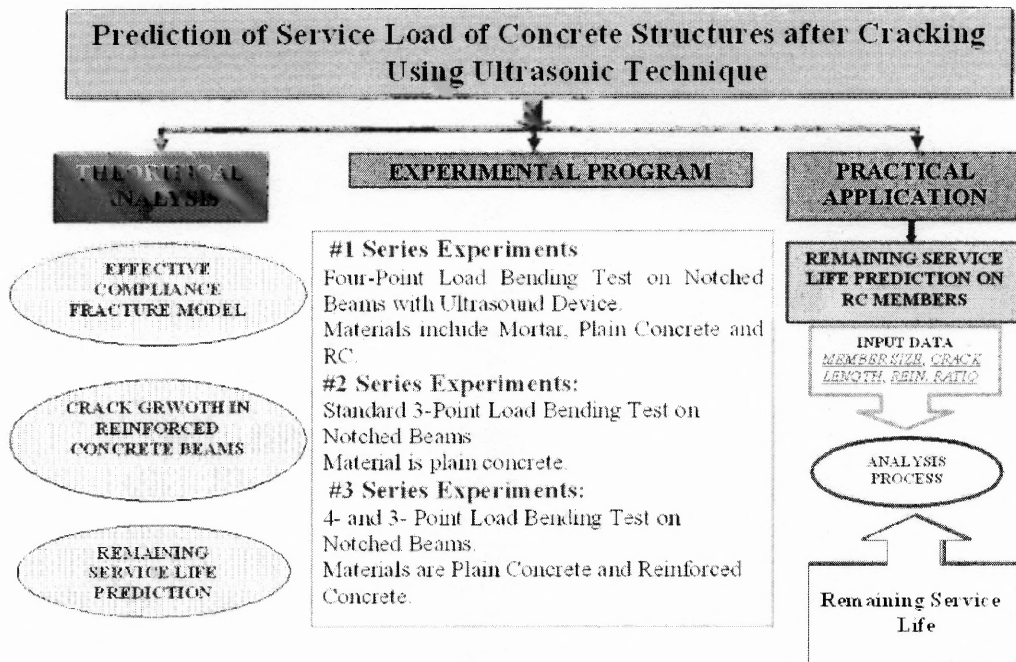 Prediction of Service Load of Concrete Structures after Cracking
Using Ultrasonic Technique
THEORITICAL
ANALYSIS
EXPERIMENTAL PROGRAM
PRACTICAL
APPLICATION
EFFECTIVE
COMPLIANCE
FRACTURE MODEL
CRACK GRWOTH IN
REINFORCED
CONCRETE BEAMS
REMAINING
SERVICE LIFE
PREDICTION
#1 Series Experiments
Four-Point Load Bending Test on Notched
Beams with Ultrasound Device.
Materials include Mortar, Plain Concrete and
RC.
#2 Series Experiments:
Standard 3-Point Load Bending Test on
Notched Beams
Material is plain concrete.
#3 Series Experiments:
4- and 3- Point Load Bending Test on
Notched Beams.
Materials are Plain Concrete and Reinforced
Concrete.
REMAINING SERVICE
LIFE PREDICTION ON
RC MEMBERS
INPUT DATA
MEMBER SIZE, CRACK
LENGTH, REIN. RATIO
ANALYSIS
PROCESS
Remaining Service
Life